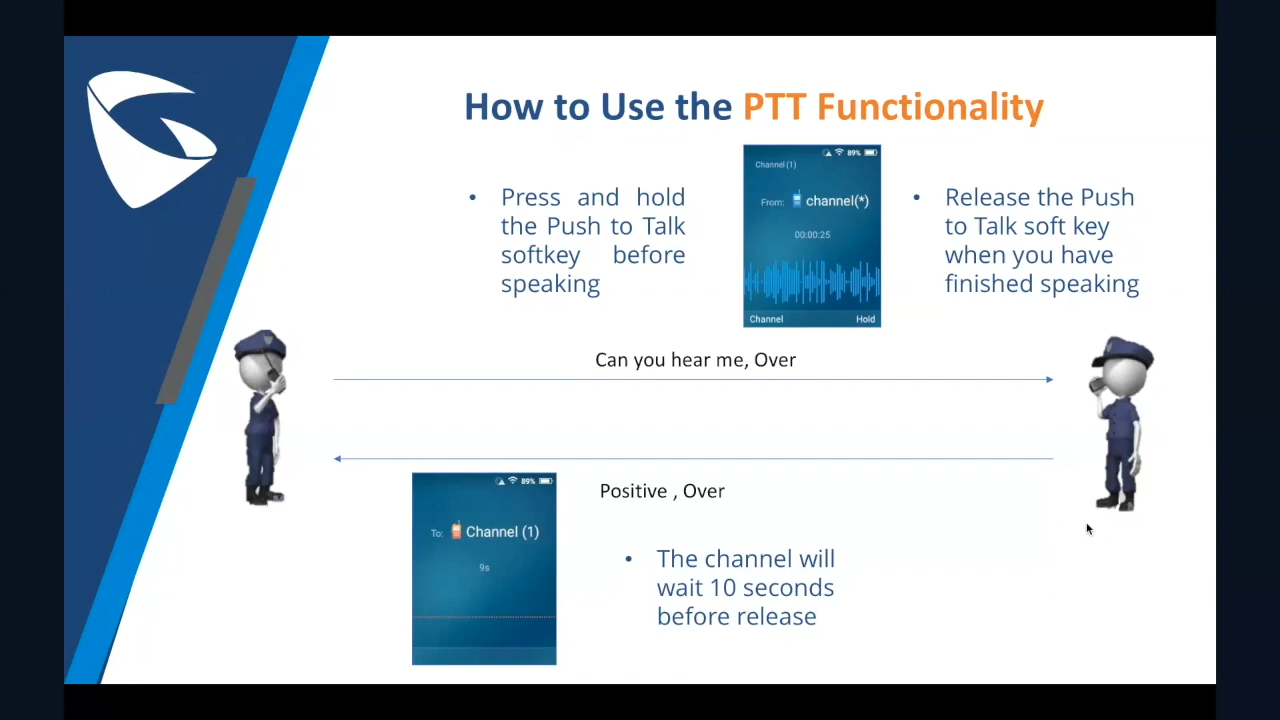 How to Use the PTT Functionality
• Press and hold
the Push to Talk
softkey before
speaking
89%
Channel (1)
From: channel(*)
00:00:25
Channel Hold
• Release the Push
to Talk soft key
when you have
finished speaking
Can you hear me, Over
Positive , Over
89%
To: Channel (1)
9s
• The channel will
wait 10 seconds
before release